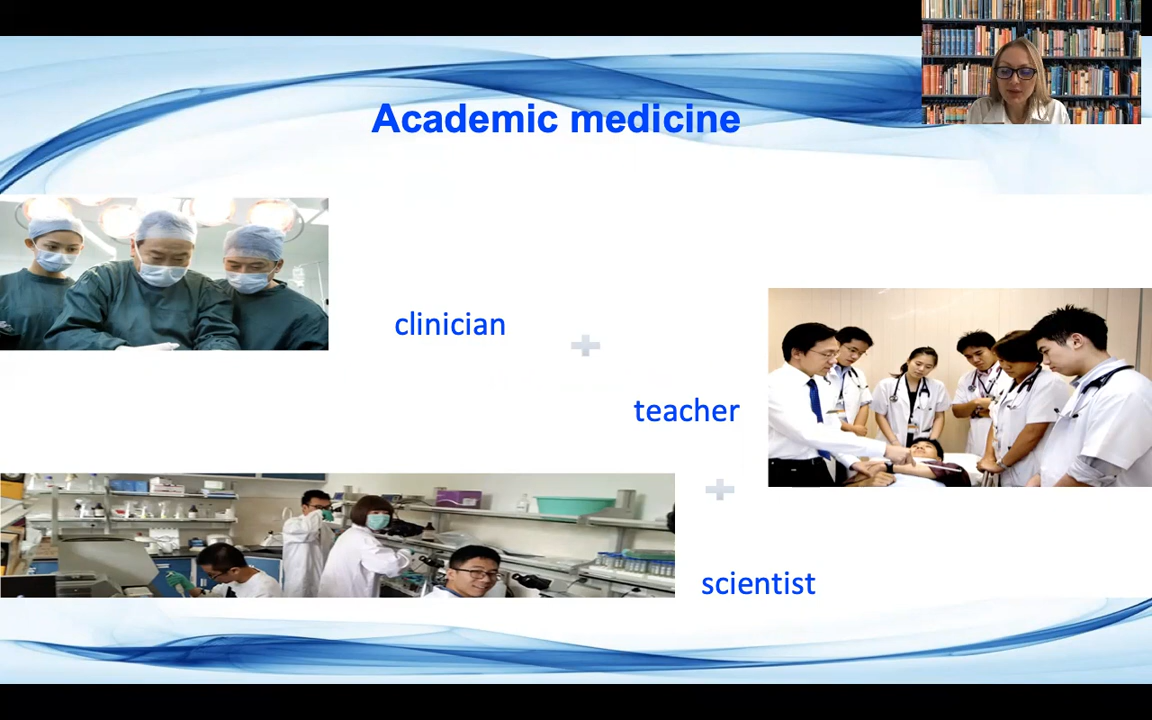 Academic medicine
clinician
+
teacher
+
scientist